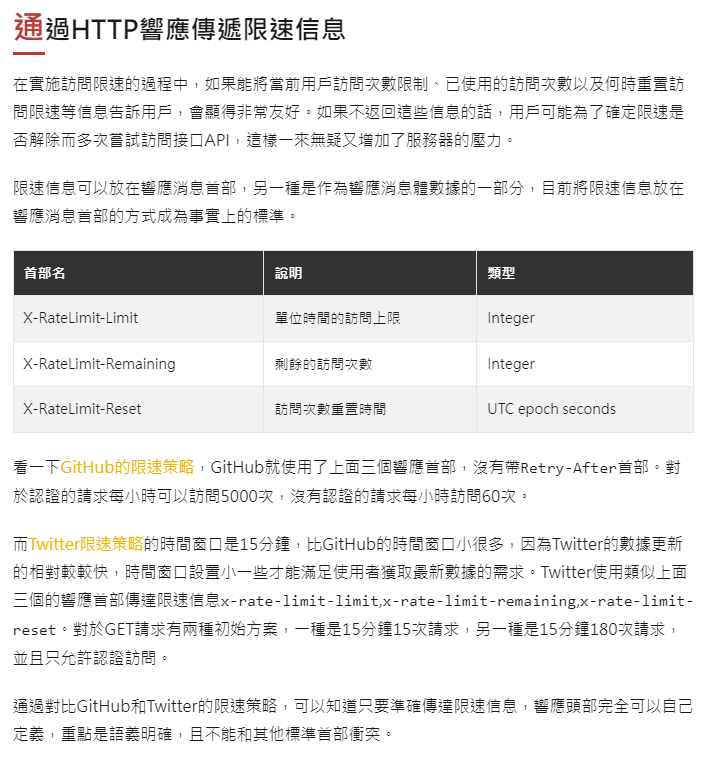 通過HTTP響應傳遞限速信息
在實施訪問限速的過程中，如果能將當前用戶訪問次數限制、已使用的訪問次數以及何時重置訪
問限速等信息告訴用戶，會顯得非常友好。如果不返回這些信息的話，用戶可能為了確定限速是
否解除而多次嘗試訪問接口API，這樣一來無疑又增加了服務器的壓力。
限速信息可以放在響應消息首部，另一種是作為響應消息體數據的一部分，目前將限速信息放在
響應消息首部的方式成為事實上的標準。
首部名 說明 類型
X-RateLimit-Limit 單位時間的訪問上限 Integer
X-RateLimit-Remaining 剩餘的訪問次數 Integer
X-RateLimit-Reset 訪問次數重置時間 UTC epoch seconds
看一下GitHub的限速策略，GitHub就使用了上面三個響應首部，沒有帶Retry-After首部。對
於認證的請求每小時可以訪問5000次，沒有認證的請求每小時訪問60次。
而Twitter限速策略的時間窗口是15分鐘，比GitHub的時間窗口小很多，因為Twitter的數據更新
的相對較較快，時間窗口設置小一些才能滿足使用者獲取最新數據的需求。Twitter使用類似上面
三個的響應首部傳達限速信息x-rate-limit-limit,x-rate-limit-remaining,x-rate-limit-
reset。對於GET請求有兩種初始方案，一種是15分鐘15次請求，另一種是15分鐘180次請求，
並且只允許認證訪問。
通過對比GitHub和Twitter的限速策略，可以知道只要準確傳達限速信息，響應頭部完全可以自己
定義，重點是語義明確，且不能和其他標準首部衝突。